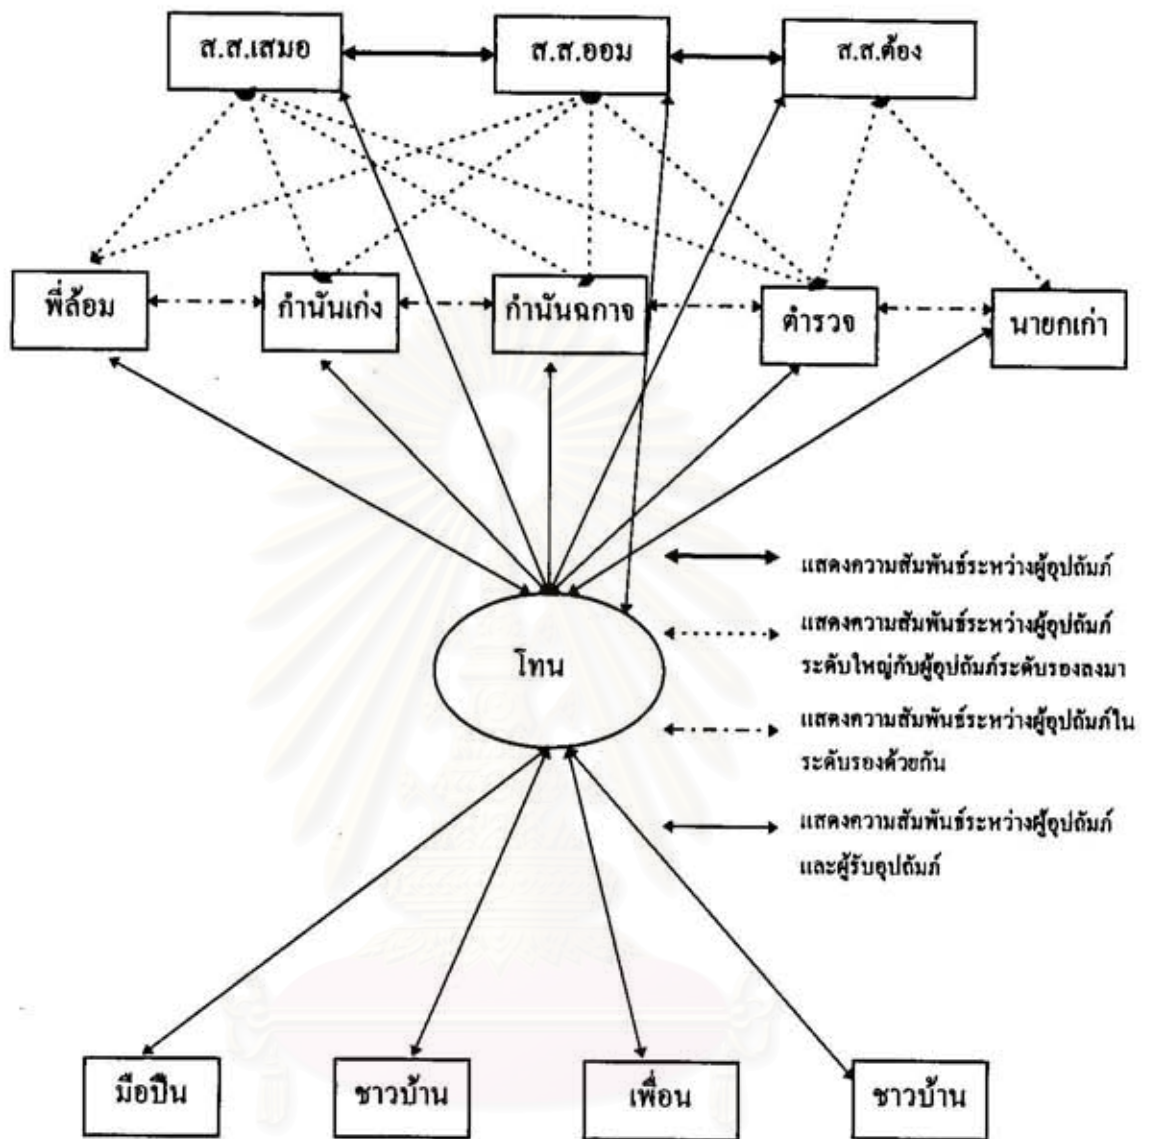 ส.ส.เสมอ
ส.ส.ออม
ส.ส.ต้อง
พี่ล้อม
กำนันเก่ง
กำนันฉกาจ
ตำรวจ
นายกเก่า
แสดงความสัมพันธ์ระหว่างผู้อุปถัมภ์
แสดงความสัมพันธ์ระหว่างผู้อุปถัมภ์
ระดับใหญ่กับผู้อุปถัมภ์ระดับรองลงมา
โทน
แสดงความสัมพันธ์ระหว่างผู้อุปถัมภ์ใน
ระดับรองด้วยกัน
แสดงความสัมพันธ์ระหว่างผู้อุปถัมภ์
และผู้รับอุปถัมภ์
มือปืน
ชาวบ้าน
เพื่อน
ชาวบ้าน